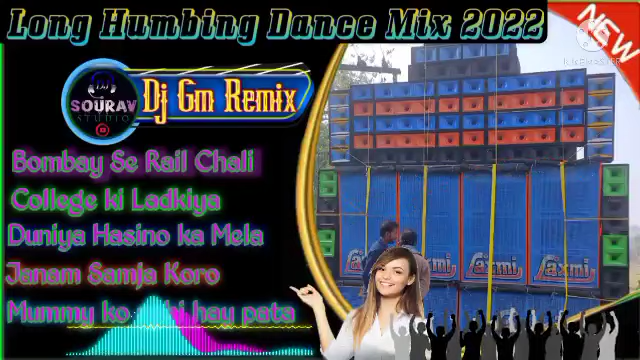 Long Humbing Dance Mix 2022
NEW
SOURAV
STUDIO
Dj Gm Remix
Bombay Se Rail Chali
College ki Ladkiya
Duniya Hasino ka Mela
Janam SamJa Koro
Mummy ko hi hay pata
Laxmi
Laxmi
Laxmi